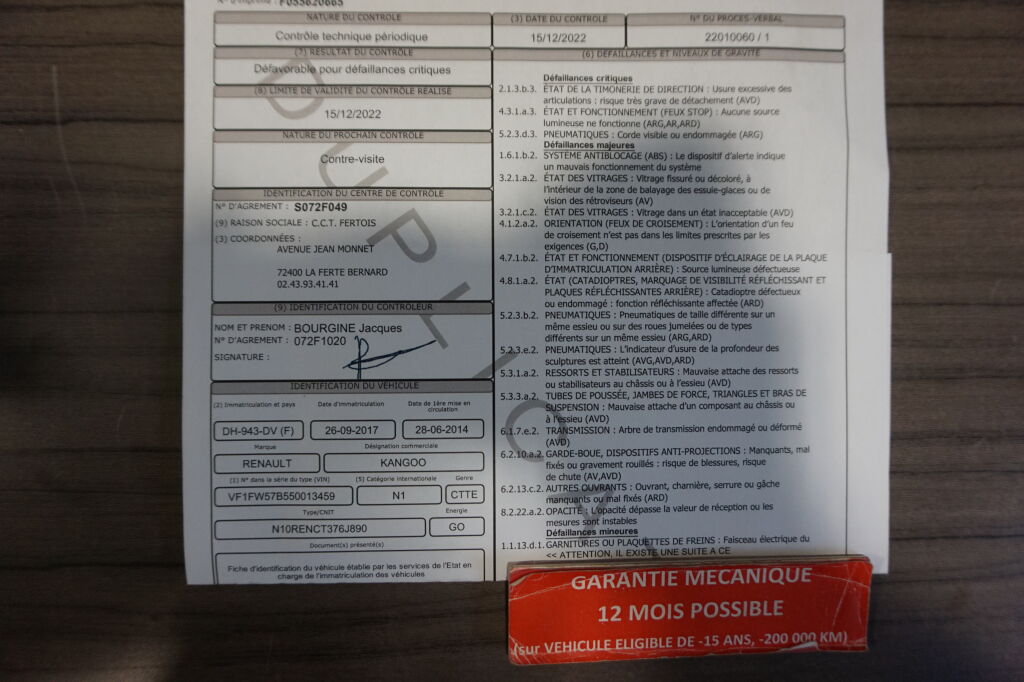 NATURE DU CONTRÔLE
Contrôle technique périodique
(3) DATE DU CONTROLE
15/12/2022
N° DU PROCES-VERBAL
22010060 / 1
(7) RESULTAT DU CONTRÔLE
Défavorable pour défaillances critiques
(8) LIMITE DE VALIDITÉ DU CONTRÔLE RÉALISÉ
15/12/2022
NATURE DU PROCHAIN CONTRÔLE
Contre-visite
IDENTIFICATION DU CENTRE DE CONTRÔLE
N° D'AGREMENT : S072F049
(9) RAISON SOCIALE : C.C.T. FERTOIS
(3) COORDONNÉES :
AVENUE JEAN MONNET
72400 LA FERTE BERNARD
02.43.93.41.41
(9) IDENTIFICATION DU CONTRÔLEUR
NOM ET PRENOM : BOURGINE Jacques
N° D'AGREMENT : 072F1020
SIGNATURE :
IDENTIFICATION DU VÉHICULE
(2) Immatriculation et pays
Date d'immatriculation
Date de 1ère mise en
circulation
DH-943-DV (F)
26-09-2017
28-06-2014
Marque
Désignation commerciale
RENAULT
KANGOO
(1) N° dans la série du type (VIN)
(5) Catégorie internationale
Genre
VF1FW57B550013459
N1
CTTE
Type/CNIT
Energie
N10RENCT376J890
GO
Document(s) présenté(s)
Fiche d'identification du véhicule établie par les services de l'Etat en
charge de l'immatriculation des véhicules
(6) DÉFAILLANCES ET NIVEAUX DE GRAVITÉ
Défaillances critiques
2.1.3.b.3. ÉTAT DE LA TIMONERIE DE DIRECTION : Usure excessive des
articulations : risque très grave de détachement (AVD)
4.3.1.a.3. ÉTAT ET FONCTIONNEMENT (FEUX STOP) : Aucune source
lumineuse ne fonctionne (ARG,AR,ARD)
5.2.3.d.3. PNEUMATIQUES : Corde visible ou endommagée (ARG)
Défaillances majeures
1.6.1.b.2. SYSTÈME ANTIBLOCAGE (ABS) : Le dispositif d'alerte indique
un mauvais fonctionnement du système
3.2.1.a.2. ÉTAT DES VITRAGES : Vitrage fissuré ou décoloré, à
l'intérieur de la zone de balayage des essuie-glaces ou de
vision des rétroviseurs (AV)
3.2.1.c.2. ÉTAT DES VITRAGES : Vitrage dans un état inacceptable (AVD)
4.1.2.a.2. ORIENTATION (FEUX DE CROISEMENT) : L'orientation d'un feu
de croisement n'est pas dans les limites prescrites par les
exigences (G,D)
4.7.1.b.2. ÉTAT ET FONCTIONNEMENT (DISPOSITIF D'ÉCLAIRAGE DE LA PLAQUE
D'IMMATRICULATION ARRIÈRE) : Source lumineuse défectueuse
4.8.1.a.2. ÉTAT (CATADIOPTRES, MARQUAGE DE VISIBILITÉ RÉFLÉCHISSANT ET
PLAQUES RÉFLÉCHISSANTES ARRIÈRE) : Catadioptre défectueux
ou endommagé : fonction réfléchissante affectée (ARD)
5.2.3.b.2. PNEUMATIQUES : Pneumatiques de taille différente sur un
même essieu ou sur des roues jumelées ou de types
différents sur un même essieu (ARG,ARD)
5.2.3.e.2. PNEUMATIQUES : L'indicateur d'usure de la profondeur des
sculptures est atteint (AVG,AVD,ARD)
5.3.1.a.2. RESSORTS ET STABILISATEURS : Mauvaise attache des ressorts
ou stabilisateurs au châssis ou à l'essieu (AVD)
5.3.3.a.2. TUBES DE POUSSÉE, JAMBES DE FORCE, TRIANGLES ET BRAS DE
SUSPENSION : Mauvaise attache d'un composant au châssis ou
à l'essieu (AVD)
6.1.7.e.2. TRANSMISSION : Arbre de transmission endommagé ou déformé
(AVD)
6.2.10.a.2. GARDE-BOUE, DISPOSITIFS ANTI-PROJECTIONS : Manquants, mal
fixés ou gravement rouillés : risque de blessures, risque
de chute (AV,AVD)
6.2.13.c.2. AUTRES OUVRANTS : Ouvrant, charnière, serrure ou gâche
manquants ou mal fixés (ARD)
8.2.22.a.2. OPACITÉ : L'opacité dépasse la valeur de réception ou les
mesures sont instables
Défaillances mineures
1.1.13.d.1. GARNITURES OU PLAQUETTES DE FREINS : Faisceau électrique du
<< ATTENTION, IL EXISTE UNE SUITE A CE
DUPLICA
GARANTIE MECANIQUE
12 MOIS POSSIBLE
(sur VEHICULE ELIGIBLE DE -15 ANS, -200 000 KM)